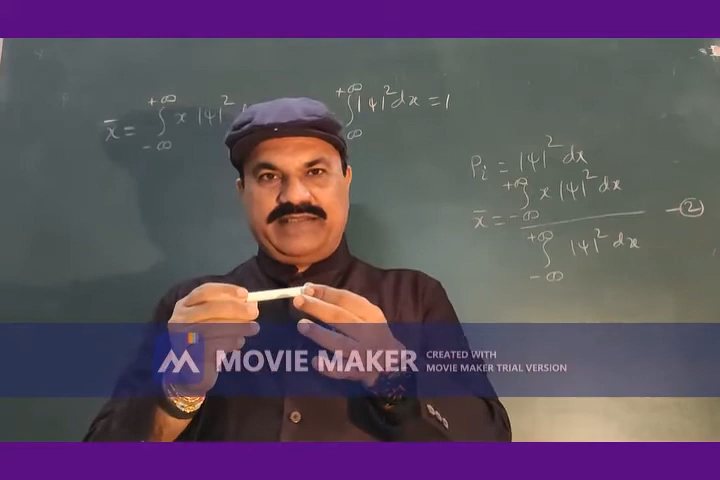 x̄ = ∫ x |ψ|²
+∞
-∞
∫ |ψ|² dx = 1
+∞
∞
Pi = |ψ|² dx
x̄ = ∫ x |ψ|² dx
+∞
-∞
∫ |ψ|² dx
+∞
-∞
-②
MOVIE MAKER
CREATED WITH
MOVIE MAKER TRIAL VERSION